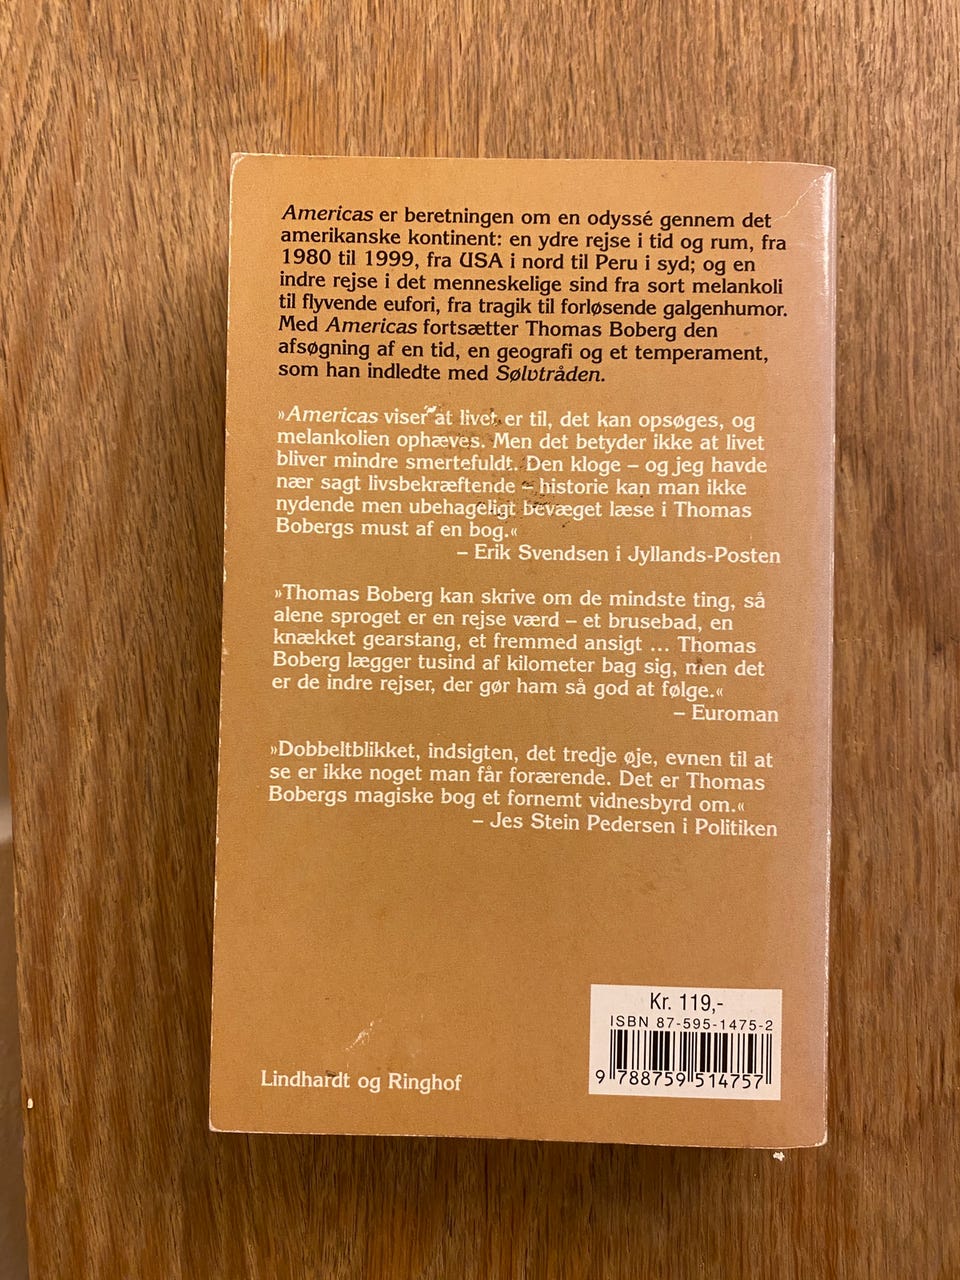 Americas er beretningen om en odyssé gennem det
amerikanske kontinent: en ydre rejse i tid og rum, fra
1980 til 1999, fra USA i nord til Peru i syd; og en
indre rejse i det menneskelige sind fra sort melankoli
til flyvende eufori, fra tragik til forløsende galgenhumor.
Med Americas fortsætter Thomas Boberg den
afsøgning af en tid, en geografi og et temperament,
som han indledte med Sølvtråden.
»Americas viser at livet er til, det kan opsøges, og
melankolien ophæves. Men det betyder ikke at livet
bliver mindre smertefuldt. Den kloge – og jeg havde
nær sagt livsbekræftende – historie kan man ikke
nydende men ubehageligt bevæget læse i Thomas
Bobergs must af en bog.«
– Erik Svendsen i Jyllands-Posten
»Thomas Boberg kan skrive om de mindste ting, så
alene sproget er en rejse værd – et brusebad, en
knækket gearstang, et fremmed ansigt ... Thomas
Boberg lægger tusind af kilometer bag sig, men det
er de indre rejser, der gør ham så god at følge.«
– Euroman
»Dobbeltblikket, indsigten, det tredje øje, evnen til at
se er ikke noget man får forærende. Det er Thomas
Bobergs magiske bog et fornemt vidnesbyrd om.«
– Jes Stein Pedersen i Politiken
Kr. 119,-
ISBN 87-595-1475-2
9 788759 514757
Lindhardt og Ringhof